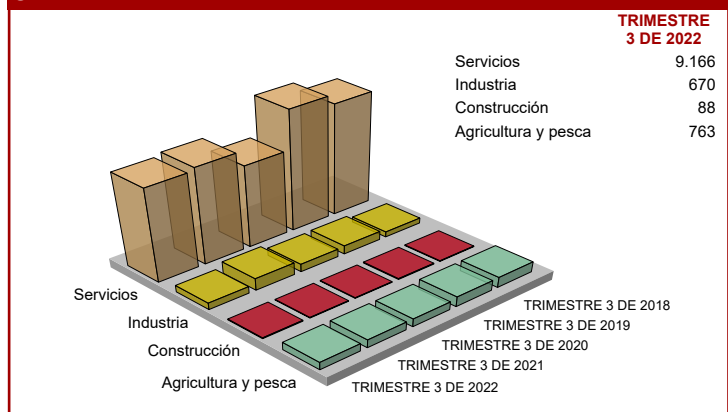 TRIMESTRE
3 DE 2022
Servicios 9.166
Industria 670
Construcción 88
Agricultura y pesca 763
Servicios
Industria
Construcción
Agricultura y pesca
TRIMESTRE 3 DE 2018
TRIMESTRE 3 DE 2019
TRIMESTRE 3 DE 2020
TRIMESTRE 3 DE 2021
TRIMESTRE 3 DE 2022